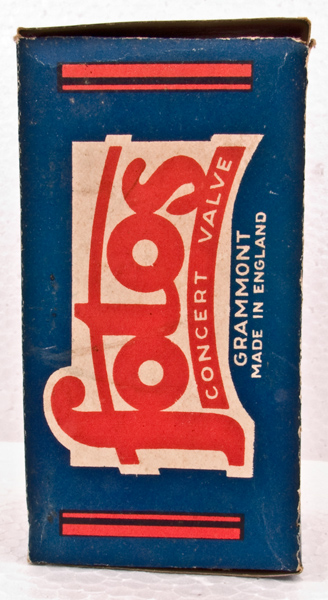 fotos
CONCERT VALVE
GRAMMONT
MADE IN ENGLAND